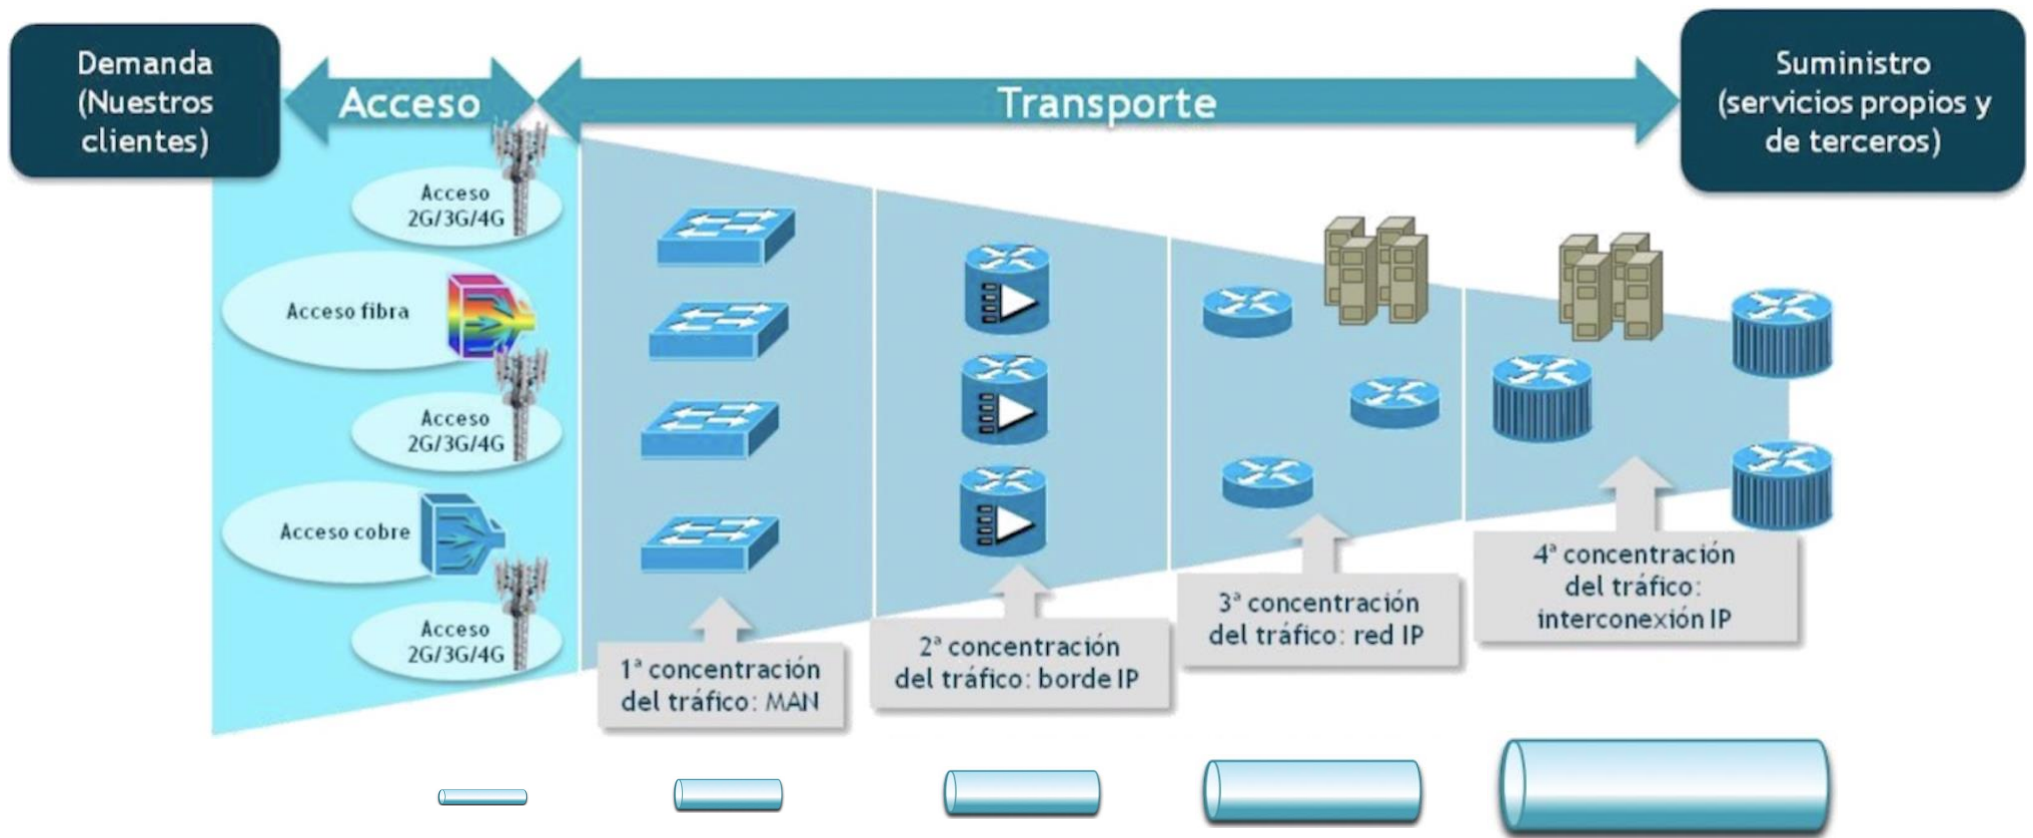 Demanda
(Nuestros
clientes)
Acceso
Transporte
Suministro
(servicios propios y
de terceros)
Acceso
2G/3G/4G
Acceso fibra
Acceso
2G/3G/4G
Acceso cobre
Acceso
2G/3G/4G
1ª concentración
del tráfico: MAN
2ª concentración
del tráfico: borde IP
3ª concentración
del tráfico: red IP
4ª concentración
del tráfico:
interconexión IP